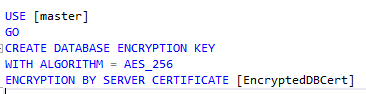 USE [master]
GO
CREATE DATABASE ENCRYPTION KEY
WITH ALGORITHM = AES_256
ENCRYPTION BY SERVER CERTIFICATE [EncryptedDBCert]